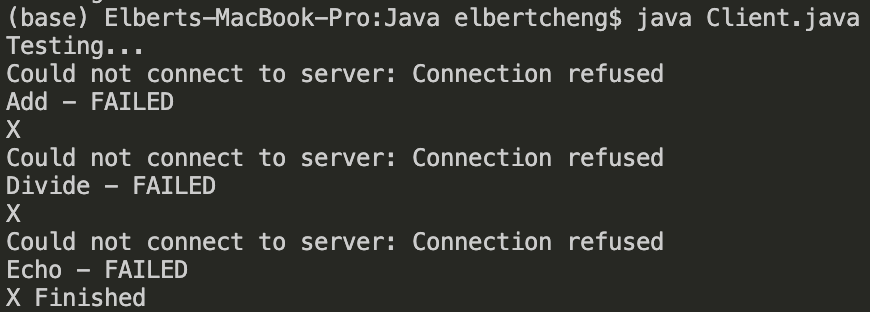 (base) Elberts-MacBook-Pro:Java elbertcheng$ java Client.java
Testing...
Could not connect to server: Connection refused
Add - FAILED
X
Could not connect to server: Connection refused
Divide - FAILED
X
Could not connect to server: Connection refused
Echo - FAILED
X Finished